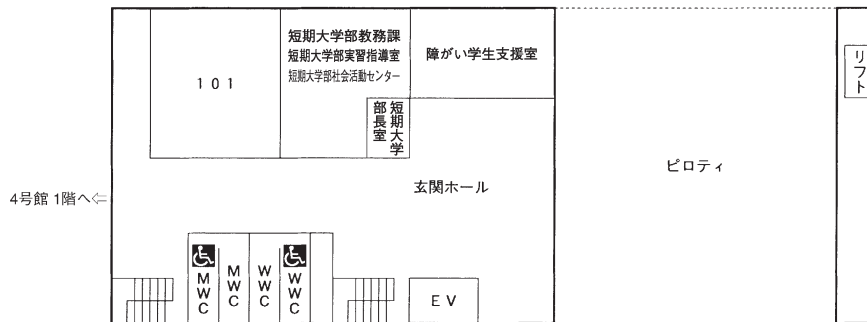 101
短期大学部教務課
短期大学部実習指導室
短期大学部社会活動センター
障がい学生支援室
短期大学
部長室
リフト
ピロティ
玄関ホール
4号館 1階へ⇦
MWC
MWC
WWC
WWC
EV